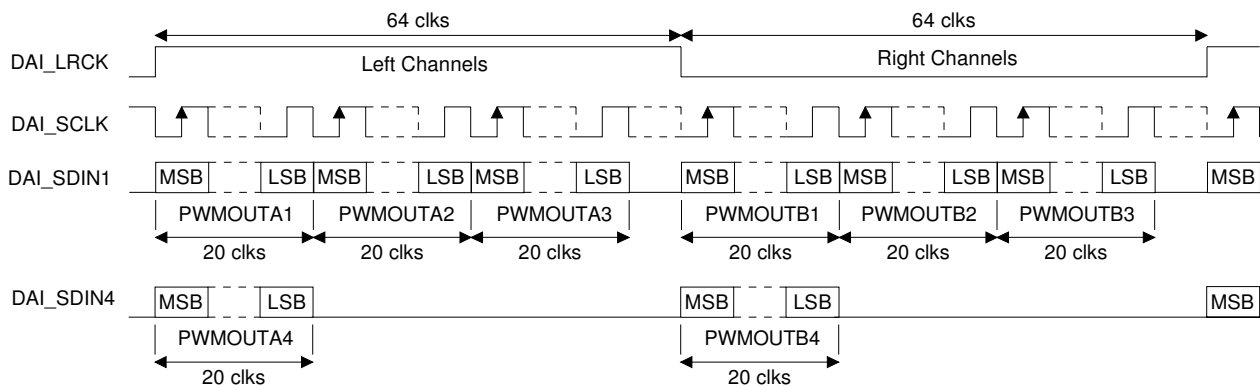 64 clks 64 clks
DAI_LRCK Left Channels Right Channels
DAI_SCLK
DAI_SDIN1 MSB LSB MSB LSB MSB LSB MSB LSB MSB LSB MSB LSB MSB
PWMOUTA1 PWMOUTA2 PWMOUTA3 PWMOUTB1 PWMOUTB2 PWMOUTB3
20 clks 20 clks 20 clks 20 clks 20 clks 20 clks
DAI_SDIN4 MSB LSB MSB LSB MSB
PWMOUTA4 PWMOUTB4
20 clks 20 clks